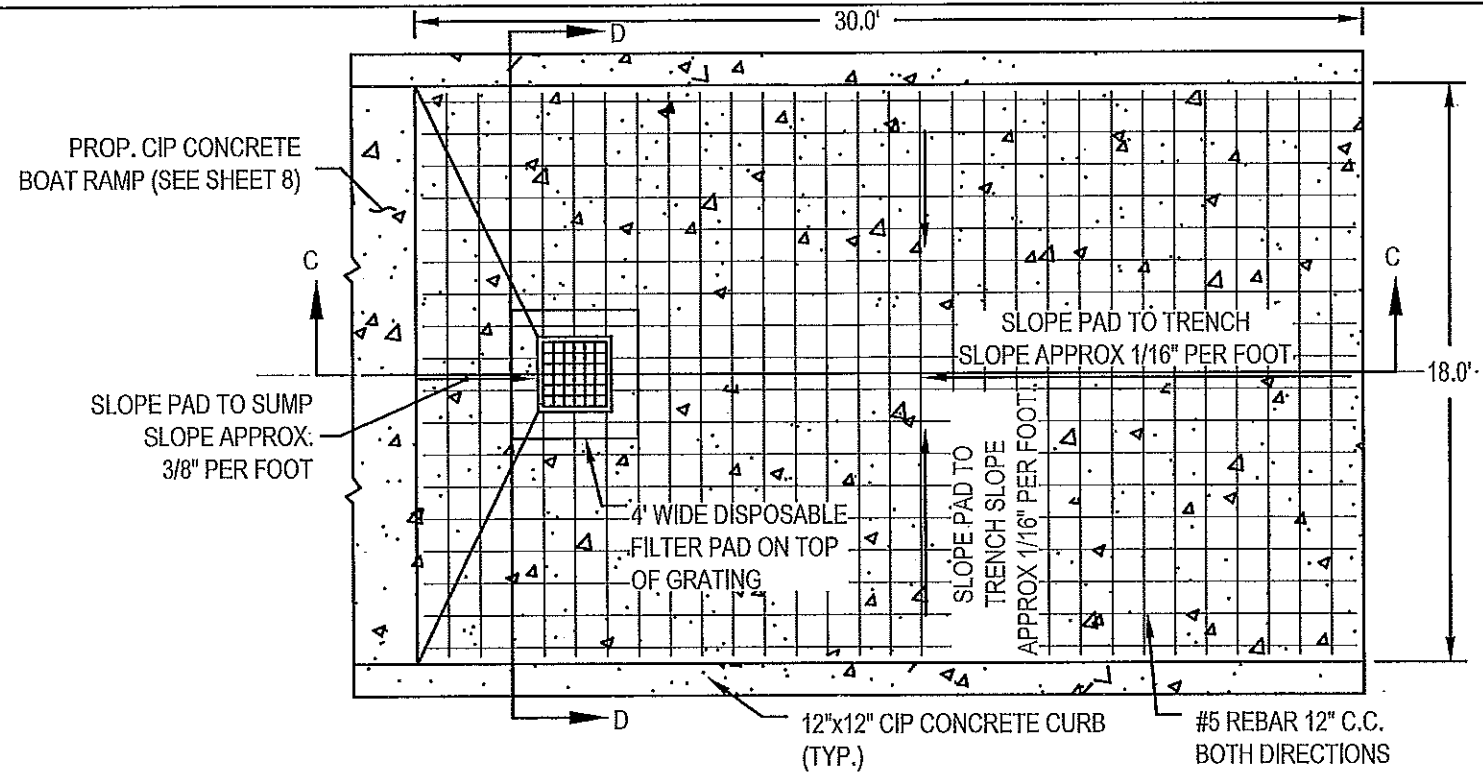 30.0'
D
PROP. CIP CONCRETE
BOAT RAMP (SEE SHEET 8)
C
C
SLOPE PAD TO TRENCH
SLOPE APPROX 1/16" PER FOOT
18.0'
SLOPE PAD TO SUMP
SLOPE APPROX.
3/8" PER FOOT
4' WIDE DISPOSABLE
FILTER PAD ON TOP
OF GRATING
SLOPE PAD TO
TRENCH SLOPE
APPROX 1/16" PER FOOT
D
12"x12" CIP CONCRETE CURB
(TYP.)
#5 REBAR 12" C.C.
BOTH DIRECTIONS